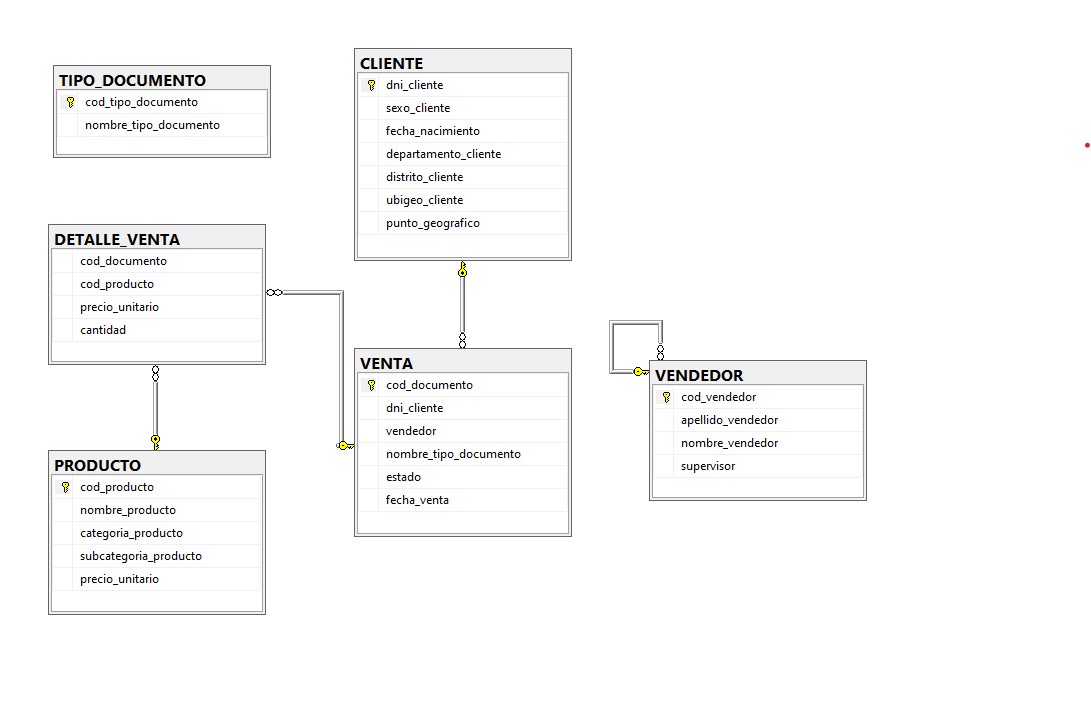 TIPO_DOCUMENTO
cod_tipo_documento
nombre_tipo_documento
CLIENTE
dni_cliente
sexo_cliente
fecha_nacimiento
departamento_cliente
distrito_cliente
ubigeo_cliente
punto_geografico
DETALLE_VENTA
cod_documento
cod_producto
precio_unitario
cantidad
VENTA
cod_documento
dni_cliente
vendedor
nombre_tipo_documento
estado
fecha_venta
VENDEDOR
cod_vendedor
apellido_vendedor
nombre_vendedor
supervisor
PRODUCTO
cod_producto
nombre_producto
categoria_producto
subcategoria_producto
precio_unitario